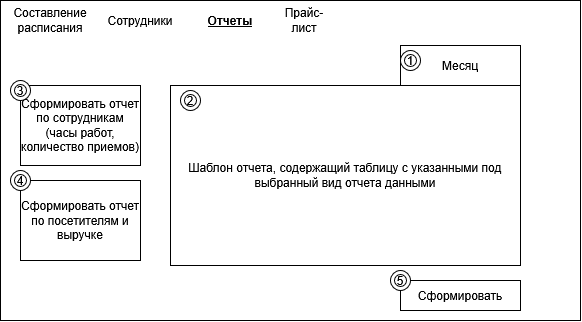 Составление
расписания
Сотрудники
Отчеты
Прайс-
лист
1
Месяц
3
Сформировать отчет
по сотрудникам
(часы работ,
количество приемов)
2
Шаблон отчета, содержащий таблицу с указанными под
выбранный вид отчета данными
4
Сформировать отчет
по посетителям и
выручке
5
Сформировать